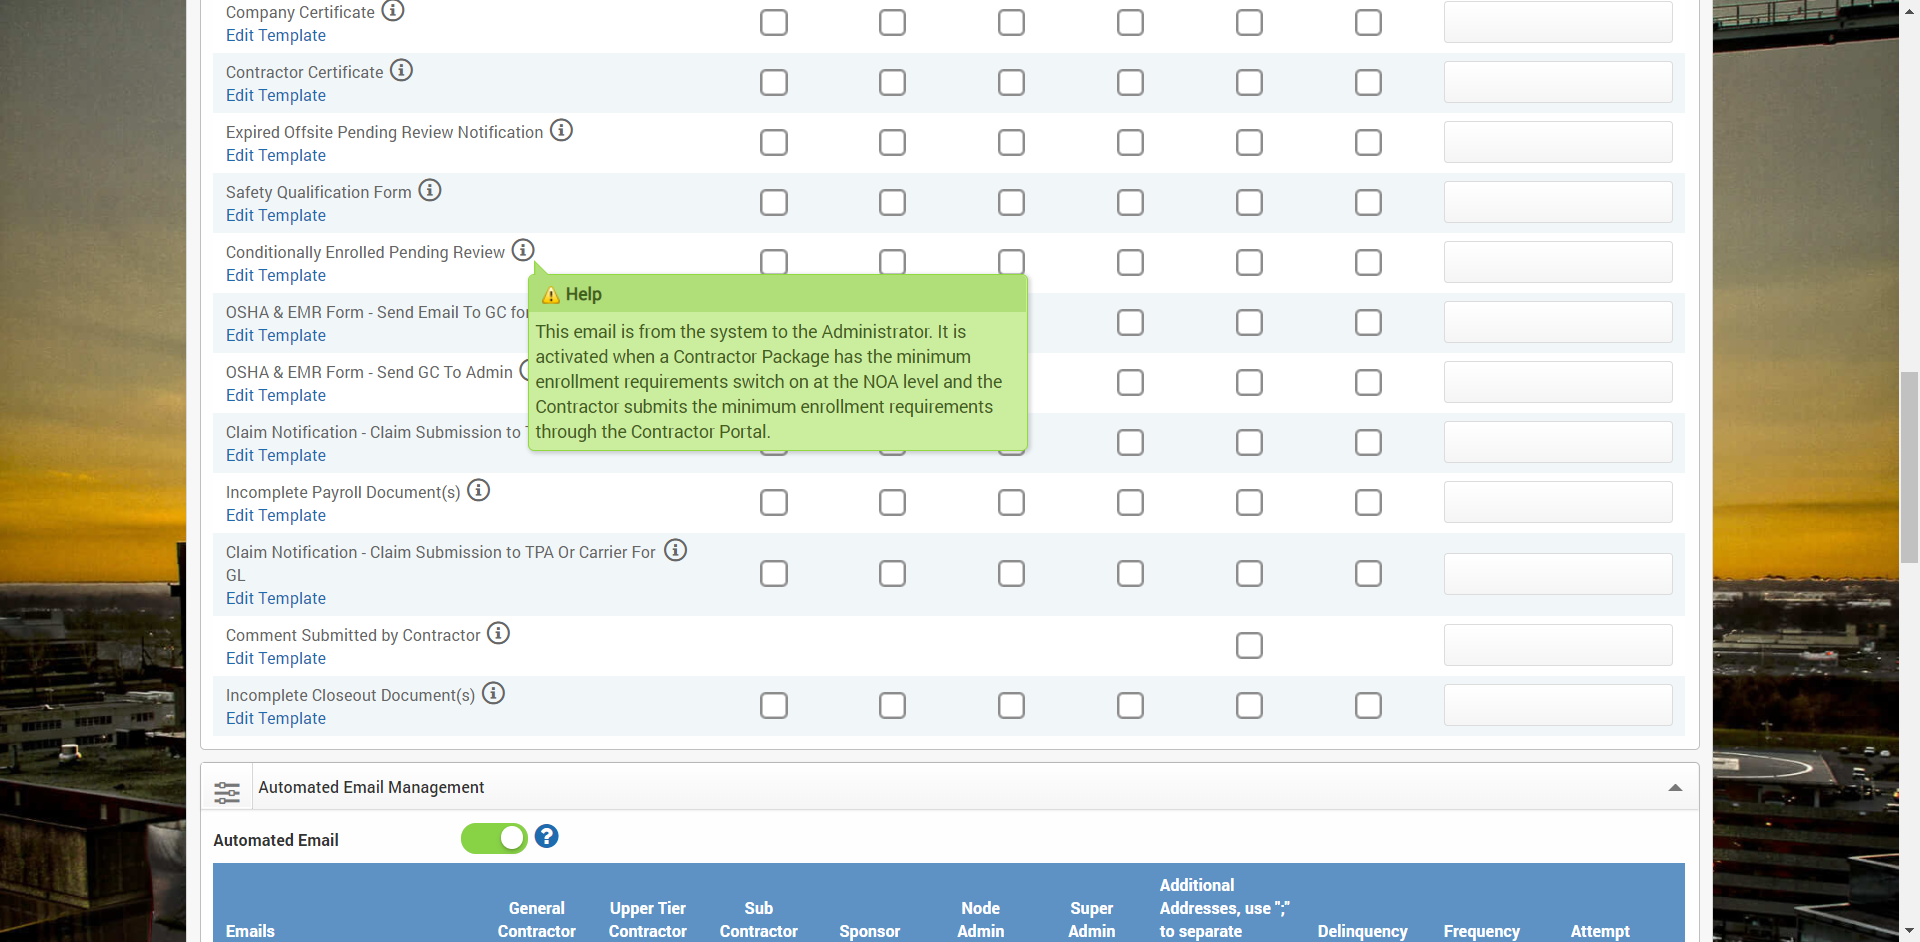 Company Certificate
Edit Template
Contractor Certificate
Edit Template
Expired Offsite Pending Review Notification
Edit Template
Safety Qualification Form
Edit Template
Conditionally Enrolled Pending Review
Edit Template
Help
This email is from the system to the Administrator. It is
activated when a Contractor Package has the minimum
enrollment requirements switch on at the NOA level and the
Contractor submits the minimum enrollment requirements
through the Contractor Portal.
OSHA & EMR Form - Send Email To GC for
Edit Template
OSHA & EMR Form - Send GC To Admin
Edit Template
Claim Notification - Claim Submission to
Edit Template
Incomplete Payroll Document(s)
Edit Template
Claim Notification - Claim Submission to TPA Or Carrier For
GL
Edit Template
Comment Submitted by Contractor
Edit Template
Incomplete Closeout Document(s)
Edit Template
Automated Email Management
Automated Email
Emails
General
Contractor
Upper Tier
Contractor
Sub
Contractor
Sponsor
Node
Admin
Super
Admin
Additional
Addresses, use ";"
to separate
Delinquency
Frequency
Attempt